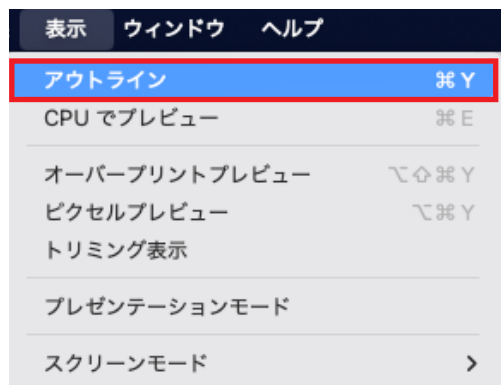 表示 ウィンドウ ヘルプ
アウトライン ⌘Y
CPU でプレビュー ⌘E
オーバープリントプレビュー ⌥⇧⌘Y
ピクセルプレビュー ⌥⌘Y
トリミング表示
プレゼンテーションモード
スクリーンモード